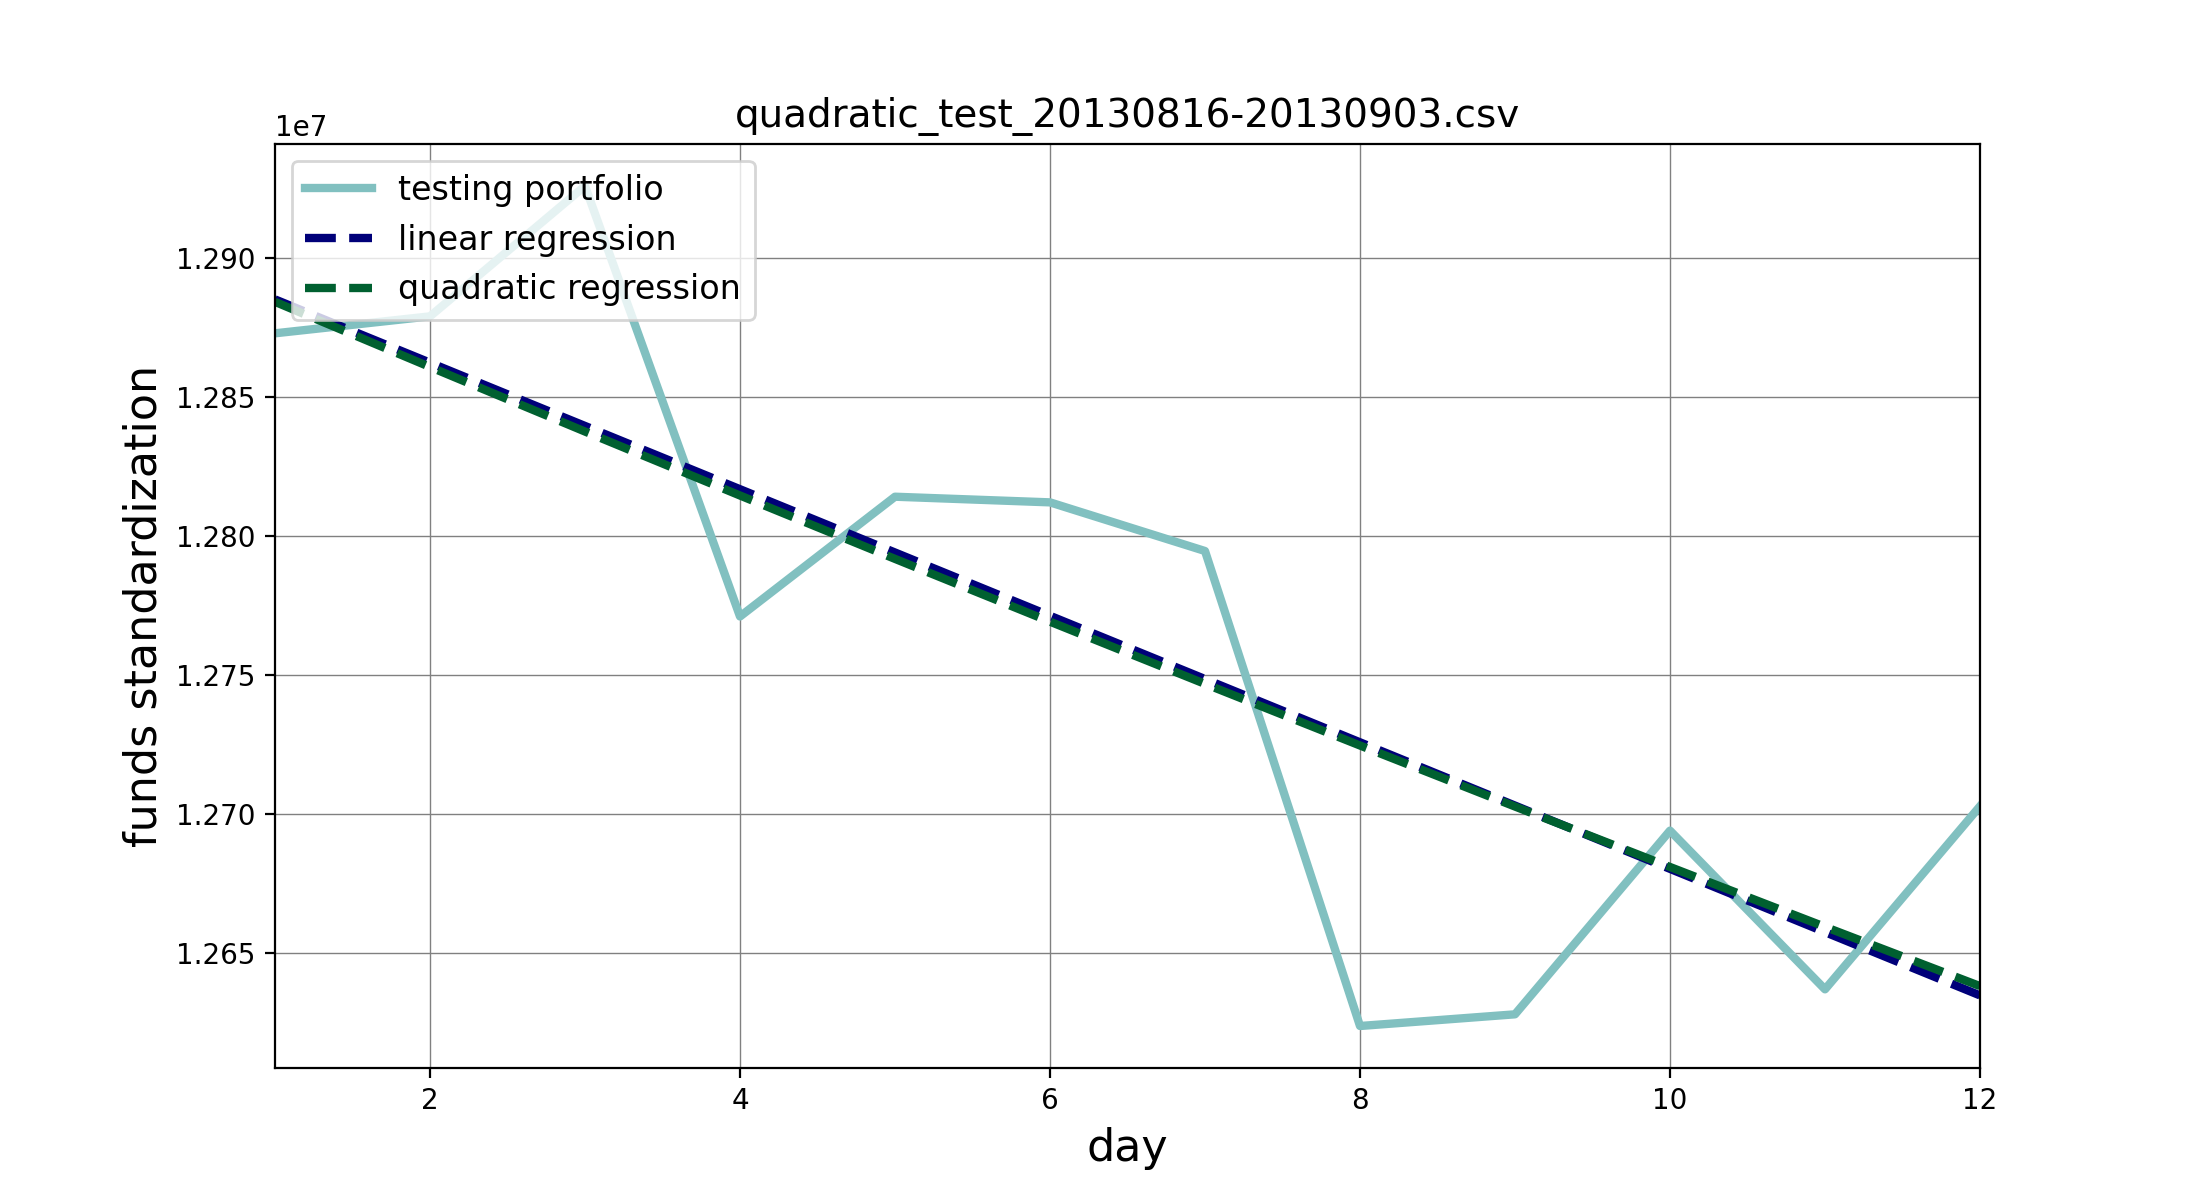 quadratic_test_20130816-20130903.csv
1e7
testing portfolio
linear regression
quadratic regression
1.290
1.285
1.280
1.275
1.270
1.265
funds standardization
2 4 6 8 10 12
day